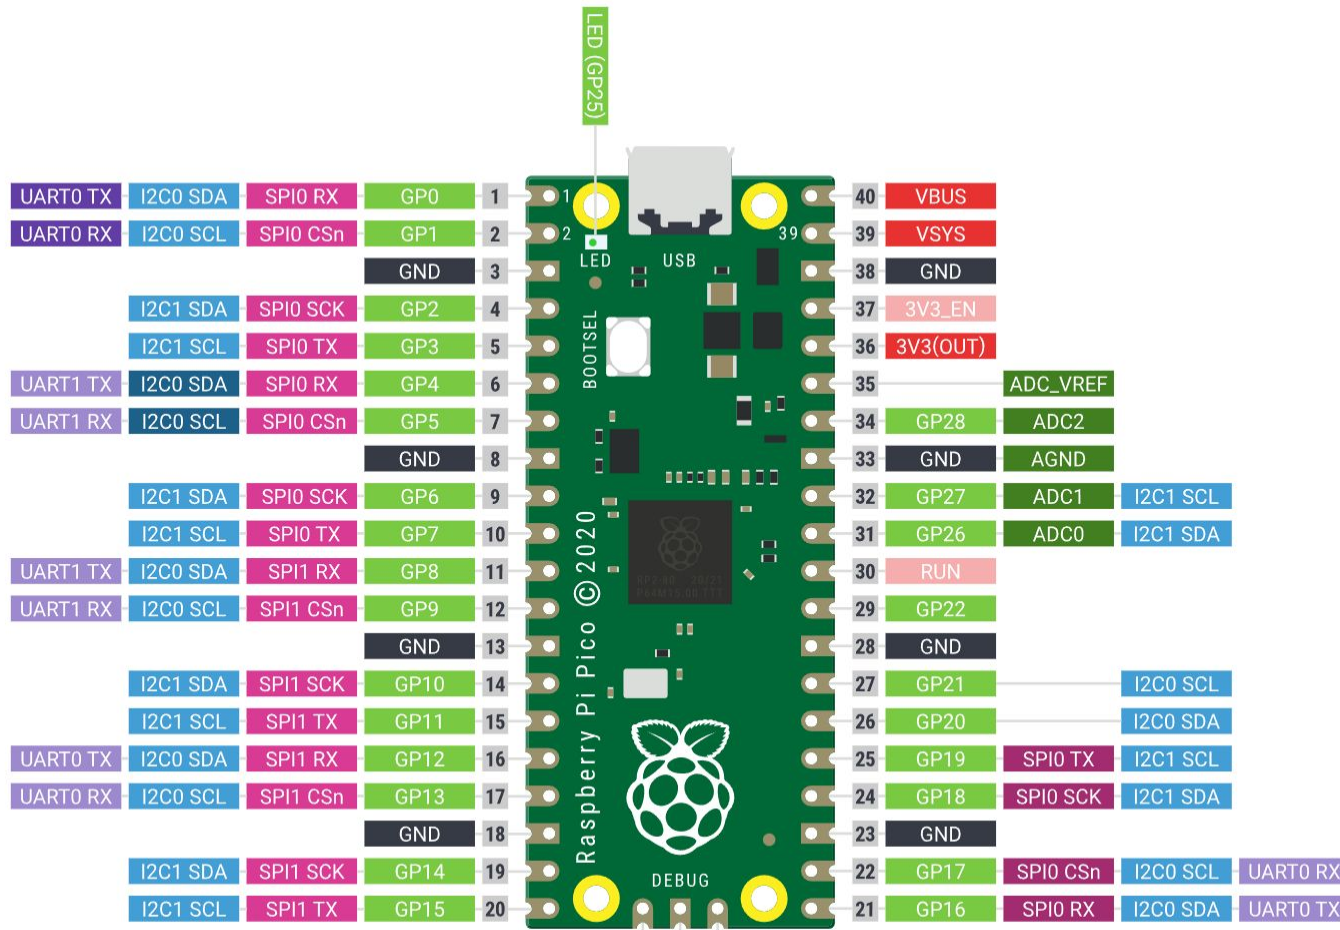 LED (GP25)
UART0 TX I2C0 SDA SPI0 RX GP0 1 1 40 VBUS
UART0 RX I2C0 SCL SPI0 CSn GP1 2 2 39 39 VSYS
LED USB
GND 3 38 GND
I2C1 SDA SPI0 SCK GP2 4 37 3V3_EN
I2C1 SCL SPI0 TX GP3 5 BOOTSEL 36 3V3(OUT)
UART1 TX I2C0 SDA SPI0 RX GP4 6 35 ADC_VREF
UART1 RX I2C0 SCL SPI0 CSn GP5 7 34 GP28 ADC2
GND 8 33 GND AGND
I2C1 SDA SPI0 SCK GP6 9 32 GP27 ADC1 I2C1 SCL
I2C1 SCL SPI0 TX GP7 10 31 GP26 ADC0 I2C1 SDA
UART1 TX I2C0 SDA SPI1 RX GP8 11 30 RUN
UART1 RX I2C0 SCL SPI1 CSn GP9 12 29 GP22
GND 13 28 GND
Raspberry Pi Pico © 2020
I2C1 SDA SPI1 SCK GP10 14 27 GP21 I2C0 SCL
I2C1 SCL SPI1 TX GP11 15 26 GP20 I2C0 SDA
UART0 TX I2C0 SDA SPI1 RX GP12 16 25 GP19 SPI0 TX I2C1 SCL
UART0 RX I2C0 SCL SPI1 CSn GP13 17 24 GP18 SPI0 SCK I2C1 SDA
GND 18 23 GND
I2C1 SDA SPI1 SCK GP14 19 22 GP17 SPI0 CSn I2C0 SCL UART0 RX
DEBUG
I2C1 SCL SPI1 TX GP15 20 21 GP16 SPI0 RX I2C0 SDA UART0 TX